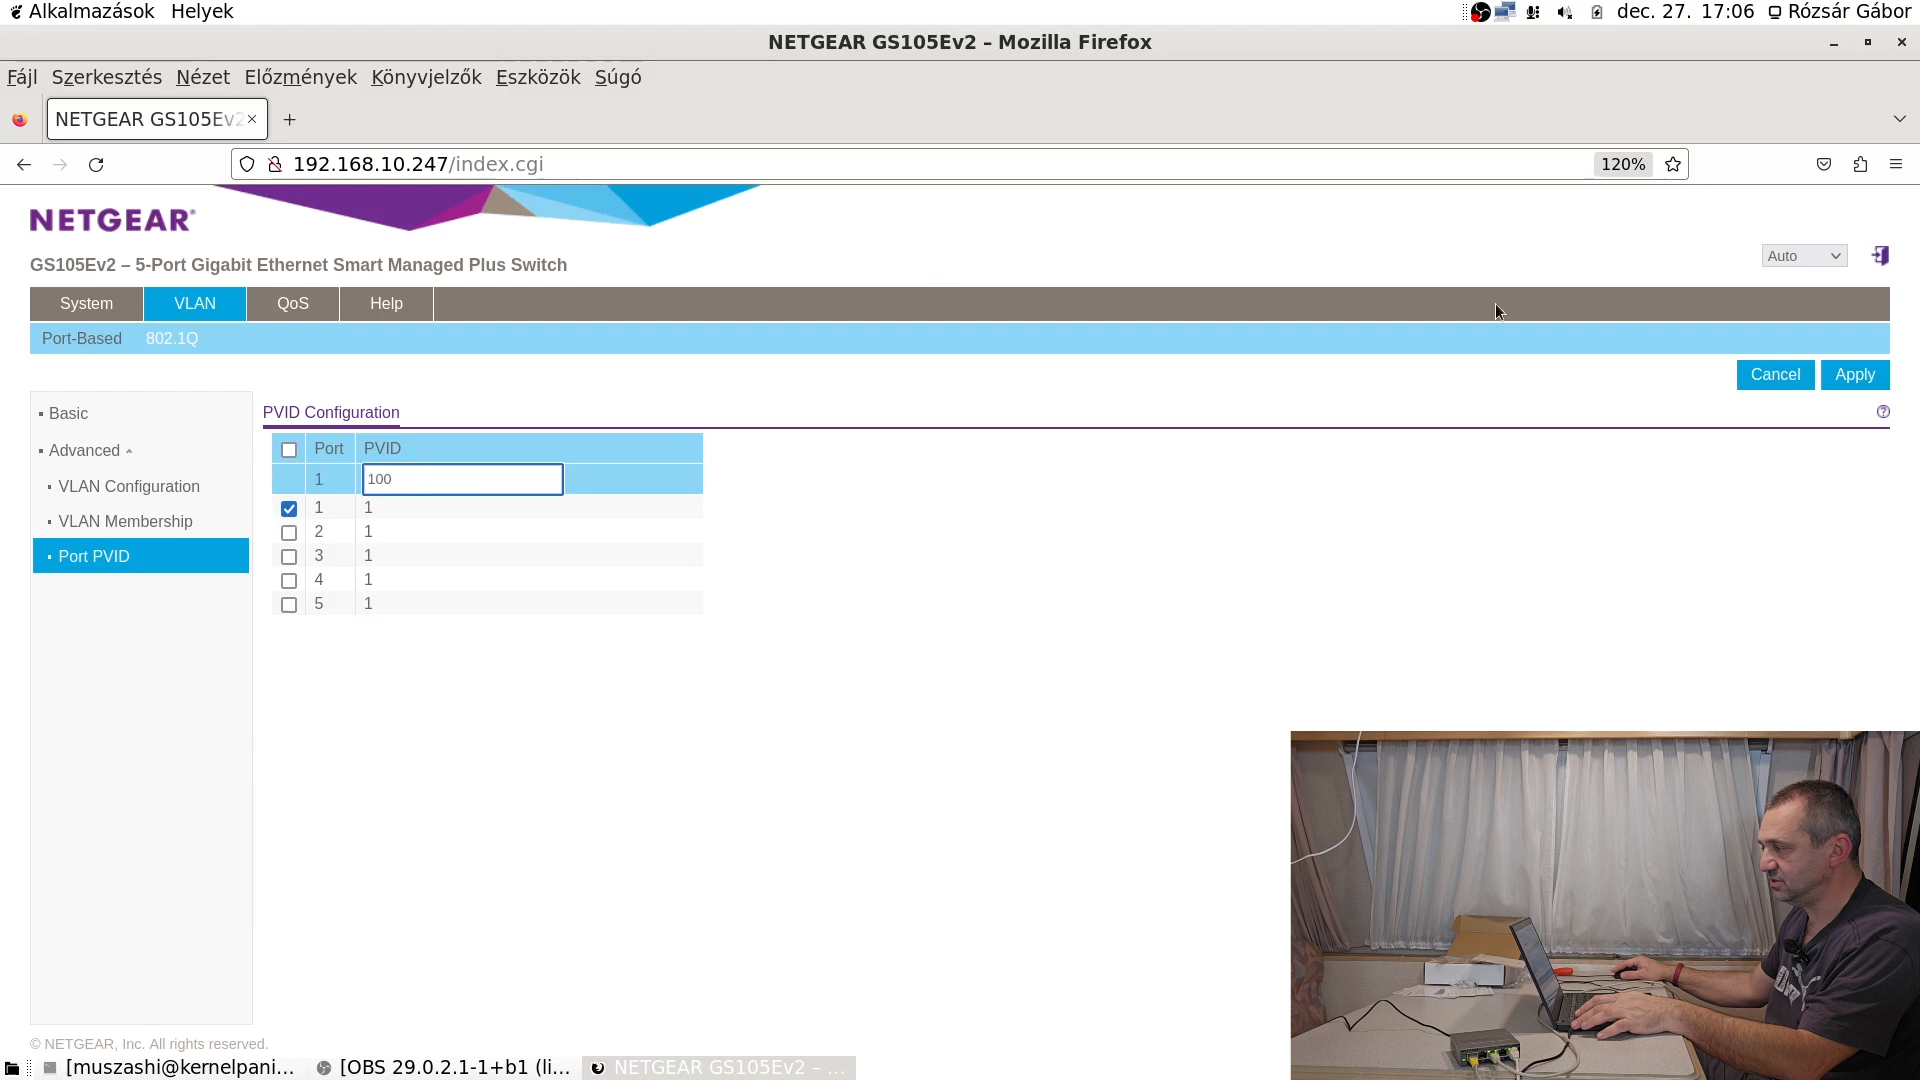 Alkalmazások Helyek dec. 27. 17:06 Rózsár Gábor
NETGEAR GS105Ev2 – Mozilla Firefox
Fájl Szerkesztés Nézet Előzmények Könyvjelzők Eszközök Súgó
NETGEAR GS105Ev2
192.168.10.247/index.cgi 120%
NETGEAR®
GS105Ev2 – 5-Port Gigabit Ethernet Smart Managed Plus Switch
Auto
System VLAN QoS Help
Port-Based 802.1Q
Cancel Apply
Basic
Advanced
VLAN Configuration
VLAN Membership
Port PVID
PVID Configuration
Port PVID
1 100
1 1
2 1
3 1
4 1
5 1
© NETGEAR, Inc. All rights reserved.
[muszashi@kernelpani... [OBS 29.0.2.1-1+b1 (li... NETGEAR GS105Ev2 – ...